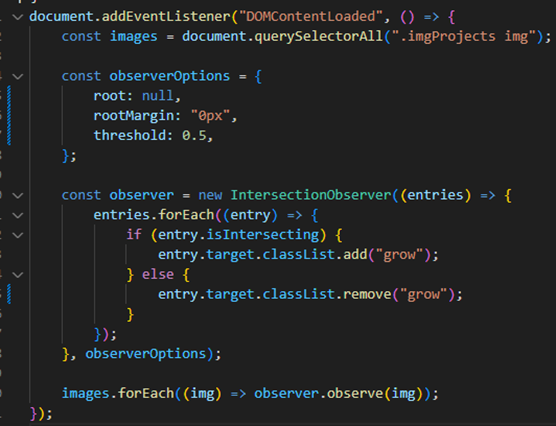 document.addEventListener("DOMContentLoaded", () => {
const images = document.querySelectorAll(".imgProjects img");
const observerOptions = {
root: null,
rootMargin: "0px",
threshold: 0.5,
};
const observer = new IntersectionObserver((entries) => {
entries.forEach((entry) => {
if (entry.isIntersecting) {
entry.target.classList.add("grow");
} else {
entry.target.classList.remove("grow");
}
});
}, observerOptions);
images.forEach((img) => observer.observe(img));
});